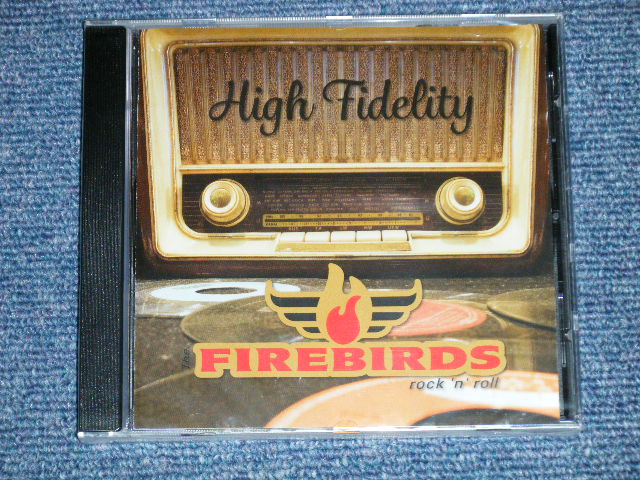 High Fidelity
the
FIREBIRDS
rock 'n' roll